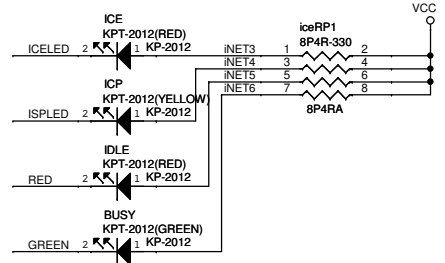 VCC
ICE
KPT-2012(RED)
ICELED 2 1 KP-2012
iceRP1
8P4R-330
iNET3 1 2
iNET4 3 4
iNET5 5 6
iNET6 7 8
8P4RA
ICP
KPT-2012(YELLOW)
ISPLED 2 1 KP-2012
IDLE
KPT-2012(RED)
RED 2 1 KP-2012
BUSY
KPT-2012(GREEN)
GREEN 2 1 KP-2012